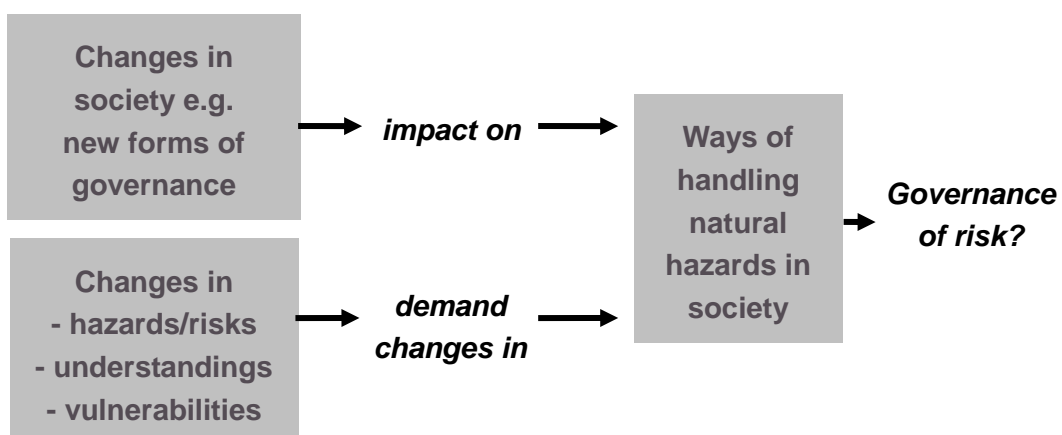 Changes in
society e.g.
new forms of
governance
impact on
Changes in
- hazards/risks
- understandings
- vulnerabilities
demand
changes in
Ways of
handling
natural
hazards in
society
Governance
of risk?